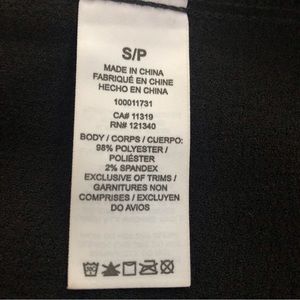 S/P
MADE IN CHINA
FABRIQUÉ EN CHINE
HECHO EN CHINA
100011731
CA# 11319
RN# 121340
BODY / CORPS / CUERPO:
98% POLYESTER /
POLIÉSTER
2% SPANDEX
EXCLUSIVE OF TRIMS /
GARNITURES NON
COMPRISES / EXCLUYEN
DO AVIOS